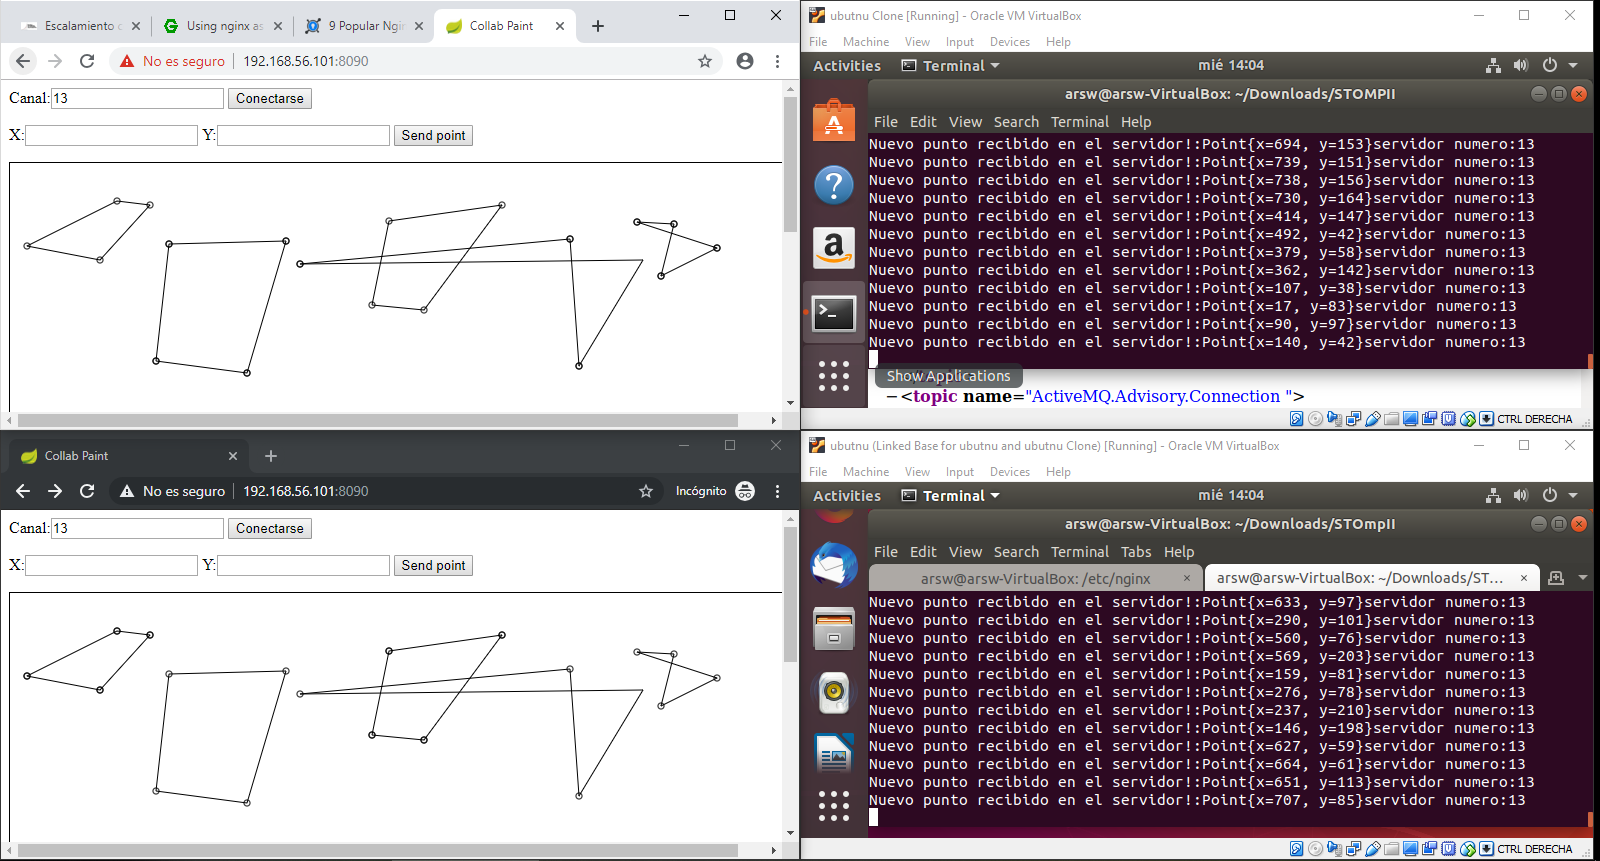 Escalamiento c
Using nginx as
9 Popular Ngin
Collab Paint
No es seguro
192.168.56.101:8090
Canal:
13
Conectarse
X:
Y:
Send point
Collab Paint
No es seguro
192.168.56.101:8090
Incógnito
Canal:
13
Conectarse
X:
Y:
Send point
ubutnu Clone [Running] - Oracle VM VirtualBox
File Machine View Input Devices Help
Activities
Terminal
mié 14:04
arsw@arsw-VirtualBox: ~/Downloads/STOMPII
File Edit View Search Terminal Help
Nuevo punto recibido en el servidor!:Point{x=694, y=153}servidor numero:13
Nuevo punto recibido en el servidor!:Point{x=739, y=151}servidor numero:13
Nuevo punto recibido en el servidor!:Point{x=738, y=156}servidor numero:13
Nuevo punto recibido en el servidor!:Point{x=730, y=164}servidor numero:13
Nuevo punto recibido en el servidor!:Point{x=414, y=147}servidor numero:13
Nuevo punto recibido en el servidor!:Point{x=492, y=42}servidor numero:13
Nuevo punto recibido en el servidor!:Point{x=379, y=58}servidor numero:13
Nuevo punto recibido en el servidor!:Point{x=362, y=142}servidor numero:13
Nuevo punto recibido en el servidor!:Point{x=107, y=38}servidor numero:13
Nuevo punto recibido en el servidor!:Point{x=17, y=83}servidor numero:13
Nuevo punto recibido en el servidor!:Point{x=90, y=97}servidor numero:13
Nuevo punto recibido en el servidor!:Point{x=140, y=42}servidor numero:13
Show Applications
−<topic name="ActiveMQ.Advisory.Connection ">
CTRL DERECHA
ubutnu (Linked Base for ubutnu and ubutnu Clone) [Running] - Oracle VM VirtualBox
File Machine View Input Devices Help
Activities
Terminal
mié 14:04
arsw@arsw-VirtualBox: ~/Downloads/STOmpII
File Edit View Search Terminal Tabs Help
arsw@arsw-VirtualBox: /etc/nginx
arsw@arsw-VirtualBox: ~/Downloads/ST...
Nuevo punto recibido en el servidor!:Point{x=633, y=97}servidor numero:13
Nuevo punto recibido en el servidor!:Point{x=290, y=101}servidor numero:13
Nuevo punto recibido en el servidor!:Point{x=560, y=76}servidor numero:13
Nuevo punto recibido en el servidor!:Point{x=569, y=203}servidor numero:13
Nuevo punto recibido en el servidor!:Point{x=159, y=81}servidor numero:13
Nuevo punto recibido en el servidor!:Point{x=276, y=78}servidor numero:13
Nuevo punto recibido en el servidor!:Point{x=237, y=210}servidor numero:13
Nuevo punto recibido en el servidor!:Point{x=146, y=198}servidor numero:13
Nuevo punto recibido en el servidor!:Point{x=627, y=59}servidor numero:13
Nuevo punto recibido en el servidor!:Point{x=664, y=61}servidor numero:13
Nuevo punto recibido en el servidor!:Point{x=651, y=113}servidor numero:13
Nuevo punto recibido en el servidor!:Point{x=707, y=85}servidor numero:13
CTRL DERECHA